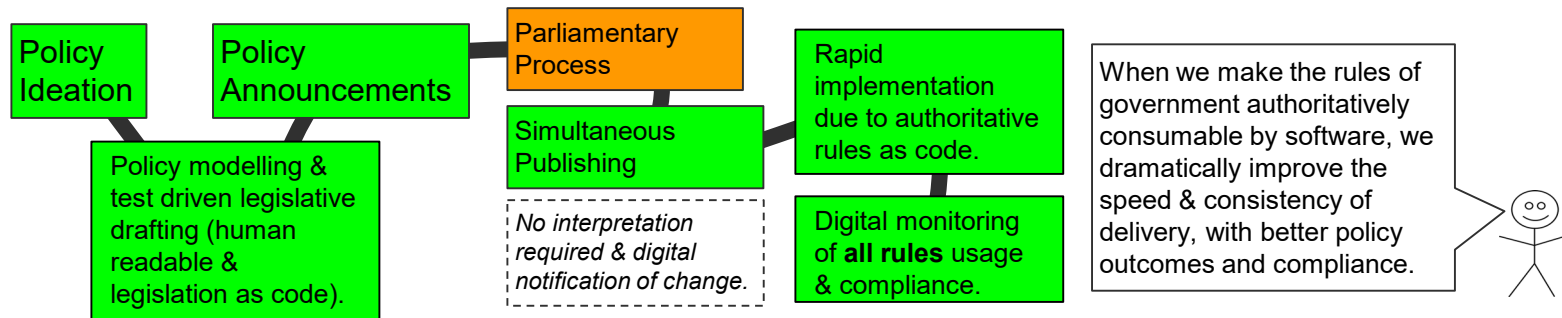 Policy
Ideation
Policy modelling &
test driven legislative
drafting (human
readable &
legislation as code).
Policy
Announcements
Parliamentary
Process
Simultaneous
Publishing
No interpretation
required & digital
notification of change.
Rapid
implementation
due to authoritative
rules as code.
Digital monitoring
of all rules usage
& compliance.
When we make the rules of
government authoritatively
consumable by software, we
dramatically improve the
speed & consistency of
delivery, with better policy
outcomes and compliance.